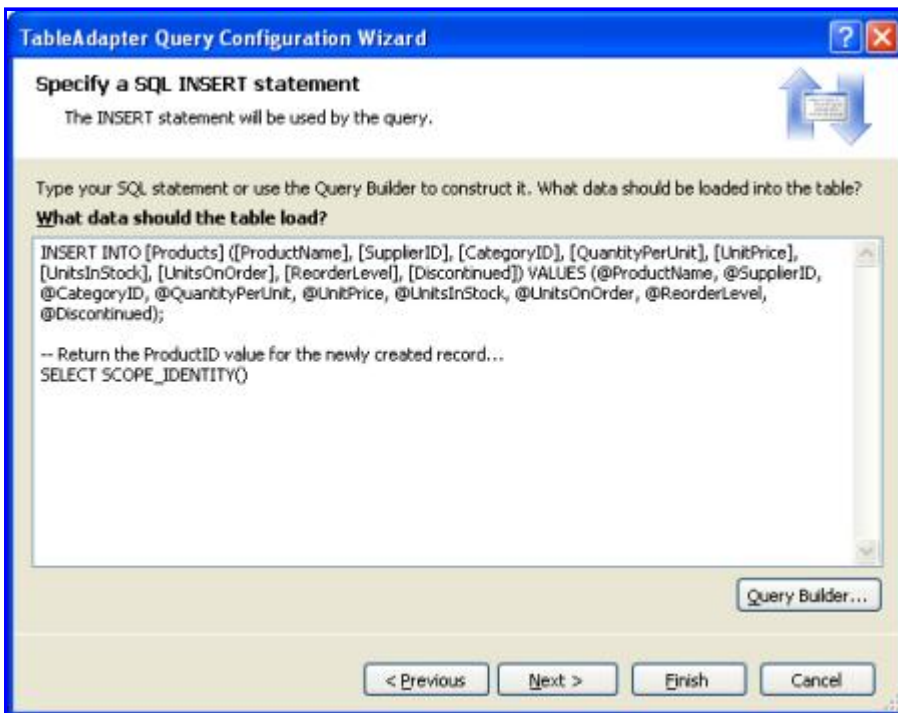 TableAdapter Query Configuration Wizard
Specify a SQL INSERT statement
The INSERT statement will be used by the query.
Type your SQL statement or use the Query Builder to construct it. What data should be loaded into the table?
What data should the table load?
INSERT INTO [Products] ([ProductName], [SupplierID], [CategoryID], [QuantityPerUnit], [UnitPrice],
[UnitsInStock], [UnitsOnOrder], [ReorderLevel], [Discontinued]) VALUES (@ProductName, @SupplierID,
@CategoryID, @QuantityPerUnit, @UnitPrice, @UnitsInStock, @UnitsOnOrder, @ReorderLevel,
@Discontinued);
-- Return the ProductID value for the newly created record...
SELECT SCOPE_IDENTITY()
Query Builder...
< Previous
Next >
Finish
Cancel